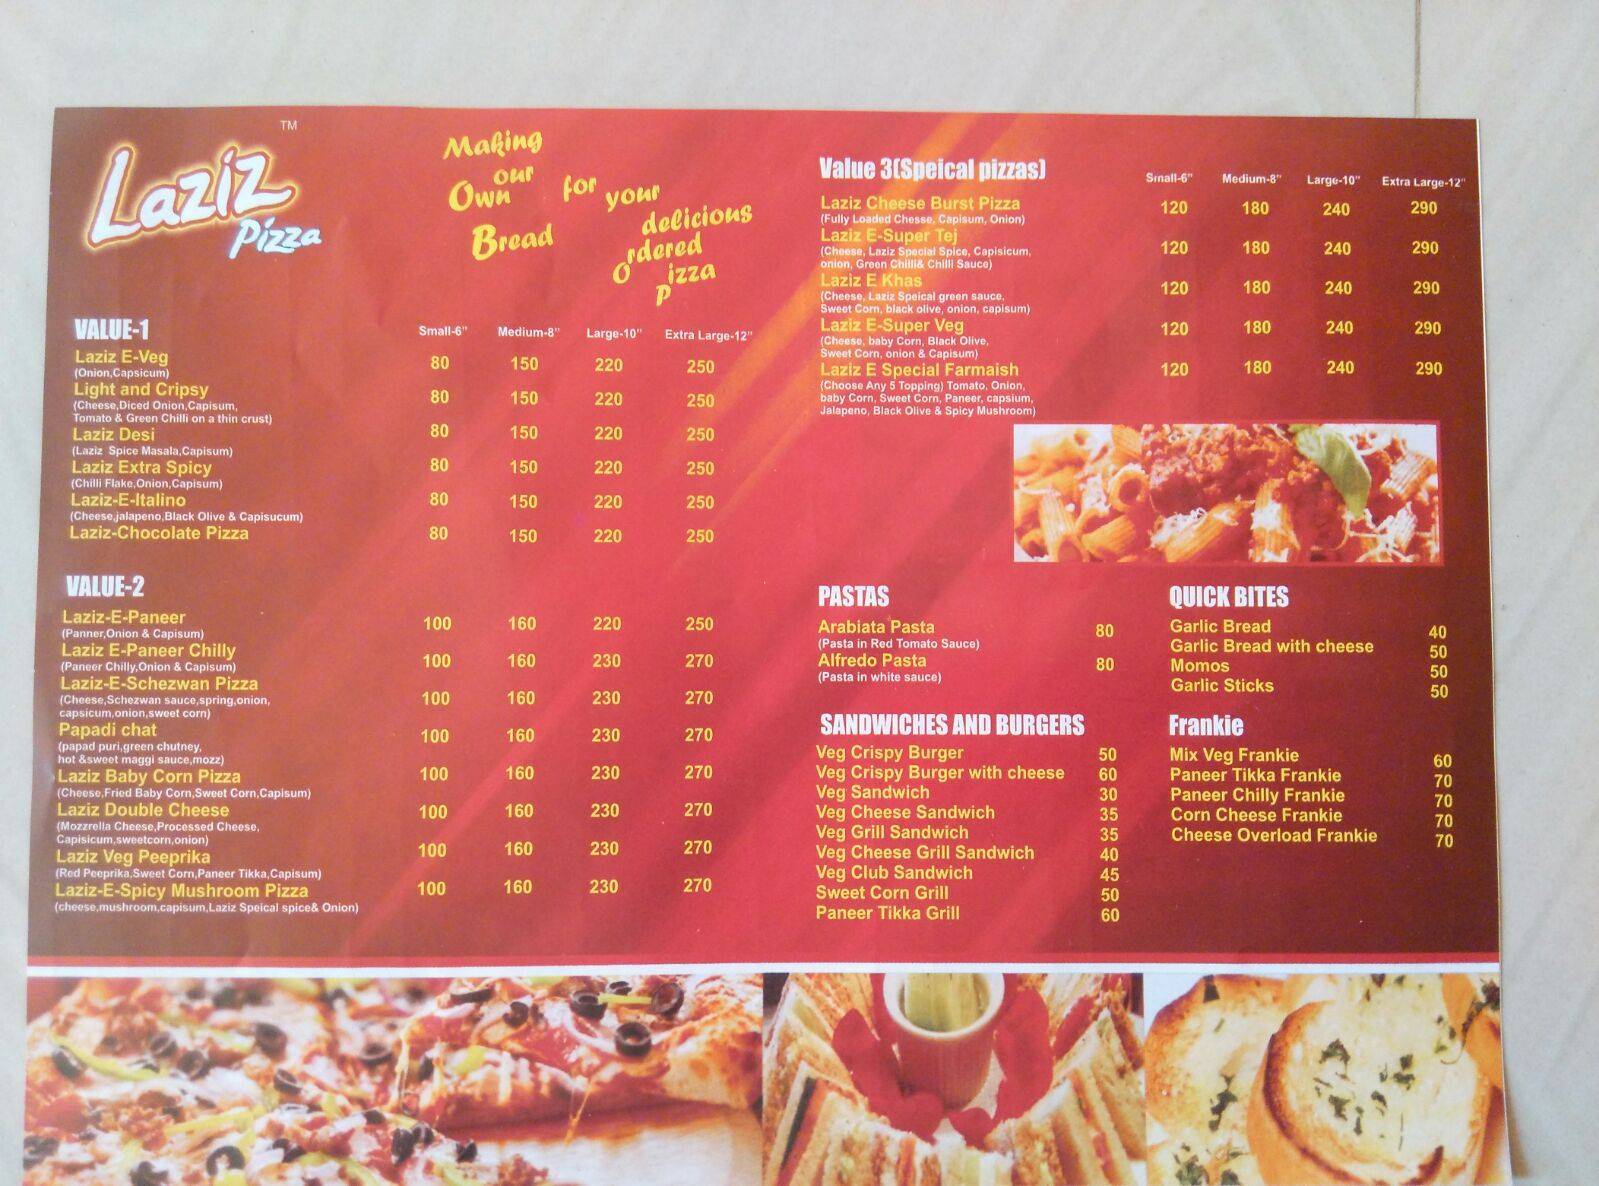 TM
Laziz
Pizza
Making
our
Own
Bread
for
your
delicious
Ordered
Pizza
VALUE-1 Small-6" Medium-8" Large-10" Extra Large-12"
Laziz E-Veg 80 150 220 250
(Onion,Capsicum)
Light and Cripsy 80 150 220 250
(Cheese,Diced Onion,Capisum,
Tomato & Green Chilli on a thin crust)
Laziz Desi 80 150 220 250
(Laziz Spice Masala,Capisum)
Laziz Extra Spicy 80 150 220 250
(Chilli Flake,Onion,Capisum)
Laziz-E-Italino 80 150 220 250
(Cheese,jalapeno,Black Olive & Capisucum)
Laziz-Chocolate Pizza 80 150 220 250
VALUE-2
Laziz-E-Paneer 100 160 220 250
(Panner,Onion & Capisum)
Laziz E-Paneer Chilly 100 160 230 270
(Paneer Chilly,Onion & Capisum)
Laziz-E-Schezwan Pizza 100 160 230 270
(Cheese,Schezwan sauce,spring,onion,
capsicum,onion,sweet corn)
Papadi chat 100 160 230 270
(papad puri,green chutney,
hot &sweet maggi sauce,mozz)
Laziz Baby Corn Pizza 100 160 230 270
(Cheese,Fried Baby Corn,Sweet Corn,Capisum)
Laziz Double Cheese 100 160 230 270
(Mozzrella Cheese,Processed Cheese,
Capisicum,sweetcorn,onion)
Laziz Veg Peeprika 100 160 230 270
(Red Peeprika,Sweet Corn,Paneer Tikka,Capisum)
Laziz-E-Spicy Mushroom Pizza 100 160 230 270
(cheese,mushroom,capisum,Laziz Speical spice& Onion)
Value 3(Speical pizzas) Small-6" Medium-8" Large-10" Extra Large-12"
Laziz Cheese Burst Pizza 120 180 240 290
(Fully Loaded Chesse, Capisum, Onion)
Laziz E-Super Tej 120 180 240 290
(Cheese, Laziz Special Spice, Capisicum,
onion, Green Chilli& Chilli Sauce)
Laziz E Khas 120 180 240 290
(Cheese, Laziz Speical green sauce,
Sweet Corn, black olive, onion, capisum)
Laziz E-Super Veg 120 180 240 290
(Cheese, baby Corn, Black Olive,
Sweet Corn, onion & Capisum)
Laziz E Special Farmaish 120 180 240 290
(Choose Any 5 Topping) Tomato, Onion,
baby Corn, Sweet Corn, Paneer, capsium,
Jalapeno, Black Olive & Spicy Mushroom)
PASTAS
Arabiata Pasta 80
(Pasta in Red Tomato Sauce)
Alfredo Pasta 80
(Pasta in white sauce)
QUICK BITES
Garlic Bread 40
Garlic Bread with cheese 50
Momos 50
Garlic Sticks 50
SANDWICHES AND BURGERS
Veg Crispy Burger 50
Veg Crispy Burger with cheese 60
Veg Sandwich 30
Veg Cheese Sandwich 35
Veg Grill Sandwich 35
Veg Cheese Grill Sandwich 40
Veg Club Sandwich 45
Sweet Corn Grill 50
Paneer Tikka Grill 60
Frankie
Mix Veg Frankie 60
Paneer Tikka Frankie 70
Paneer Chilly Frankie 70
Corn Cheese Frankie 70
Cheese Overload Frankie 70